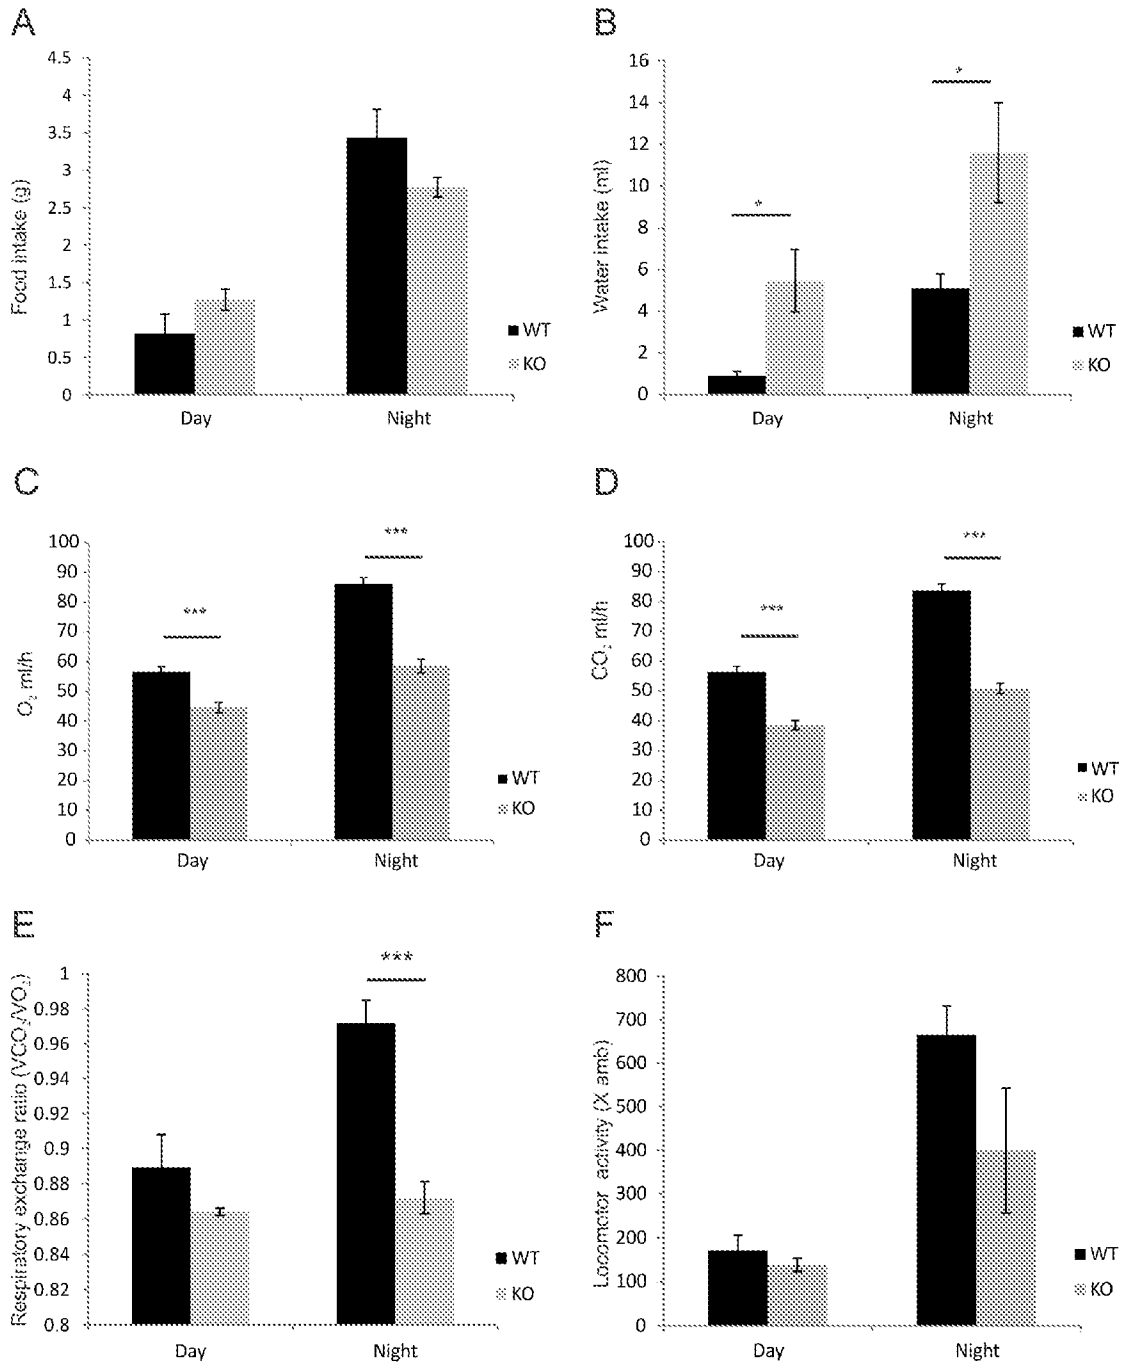 A
Food intake (g)
4.5
4
3.5
3
2.5
2
1.5
1
0.5
0
Day
Night
WT
KO
B
Water intake (ml)
16
14
12
10
8
6
4
2
0
*
*
Day
Night
WT
KO
C
O₂ ml/h
100
90
80
70
60
50
40
30
20
10
0
***
***
Day
Night
WT
KO
D
CO₂ ml/h
100
90
80
70
60
50
40
30
20
10
0
***
***
Day
Night
WT
KO
E
Respiratory exchange ratio (VCO₂/VO₂)
1
0.98
0.96
0.94
0.92
0.9
0.88
0.86
0.84
0.82
0.8
***
Day
Night
WT
KO
F
Locomotor activity (X amb)
800
700
600
500
400
300
200
100
0
Day
Night
WT
KO